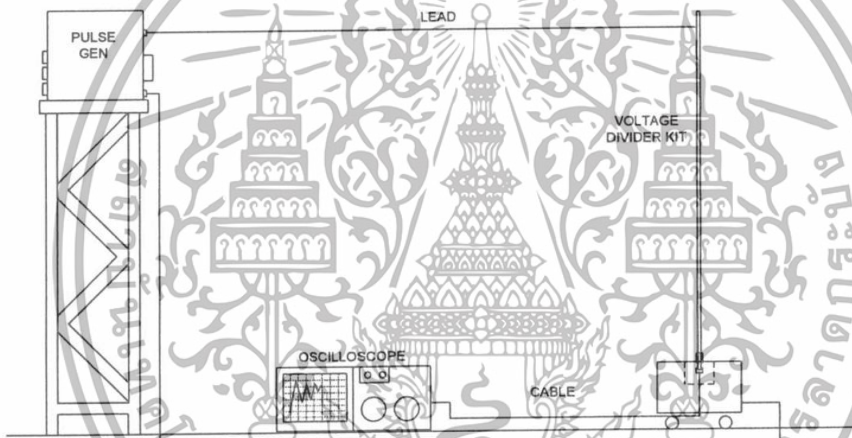 LEAD
PULSE
GEN
VOLTAGE
DIVIDER KIT
OSCILLOSCOPE
CABLE